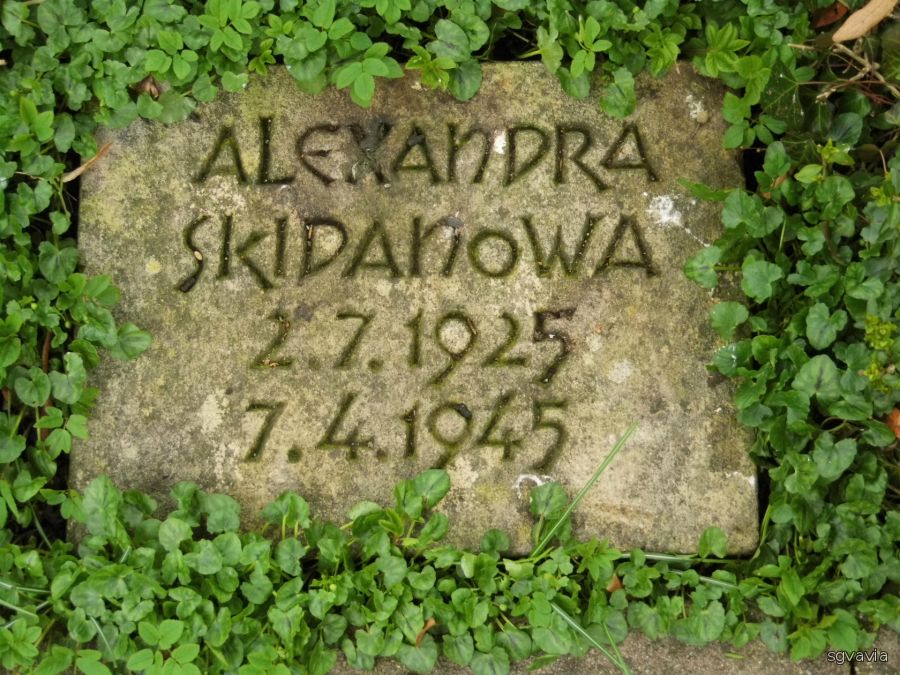 ALEXANDRA
SKIDANOWA
2.7.1925
7.4.1945
sgvavia